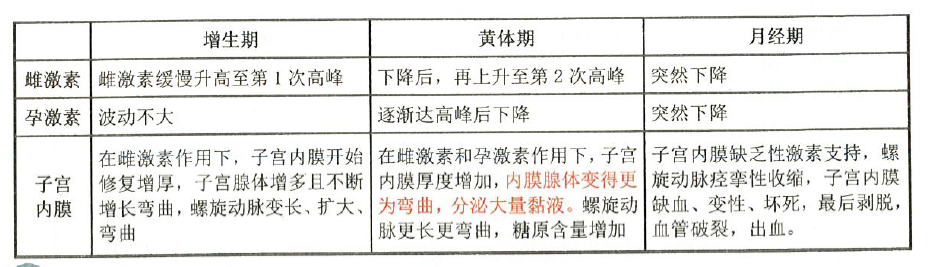 增生期 黄体期 月经期
雌激素 雌激素缓慢升高至第1次高峰 下降后，再上升至第2次高峰 突然下降
孕激素 波动不大 逐渐达高峰后下降 突然下降
子宫内膜
在雌激素作用下，子宫内膜开始
修复增厚，子宫腺体增多且不断
增长弯曲，螺旋动脉变长、扩大、
弯曲
在雌激素和孕激素作用下，子宫
内膜厚度增加，内膜腺体变得更
为弯曲，分泌大量黏液。螺旋动
脉更长更弯曲，糖原含量增加
子宫内膜缺乏性激素支持，螺
旋动脉痉挛性收缩，子宫内膜
缺血、变性、坏死，最后剥脱，
血管破裂，出血。